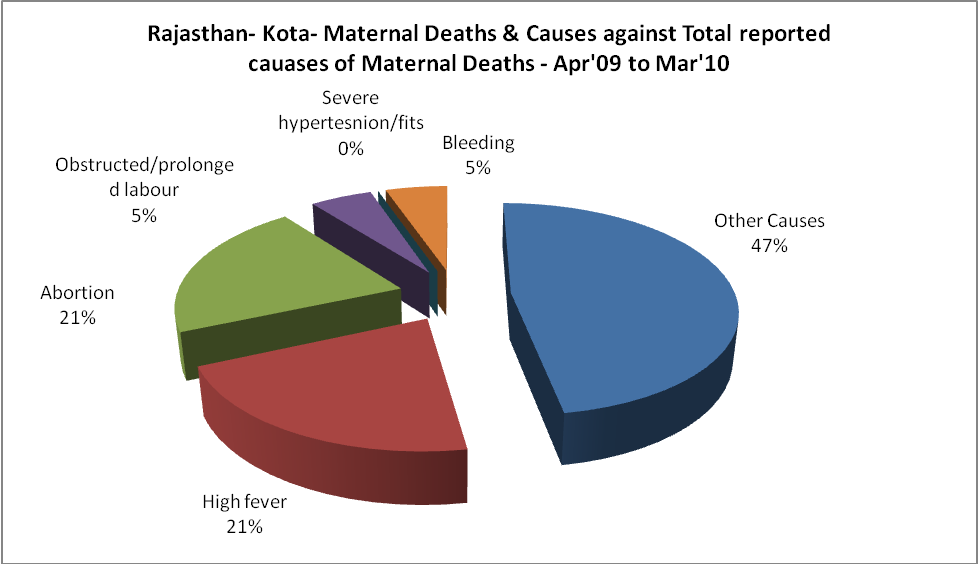 Rajasthan- Kota- Maternal Deaths & Causes against Total reported
cauases of Maternal Deaths - Apr'09 to Mar'10
Severe
hypertesnion/fits
0%
Bleeding
5%
Obstructed/prolonge
d labour
5%
Other Causes
47%
Abortion
21%
High fever
21%